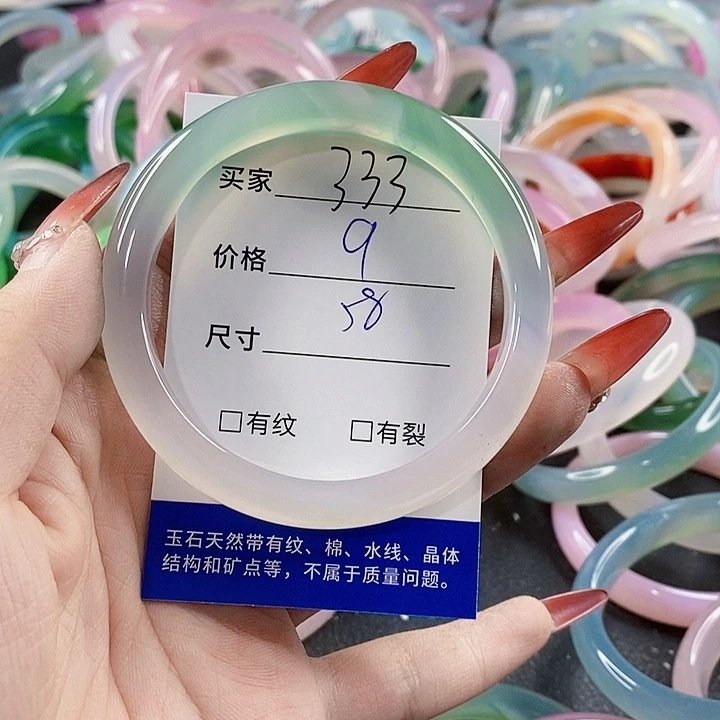 买家 333
价格 9
尺寸 58
□有纹 □有裂
玉石天然带有纹、棉、水线、晶体
结构和矿点等，不属于质量问题。